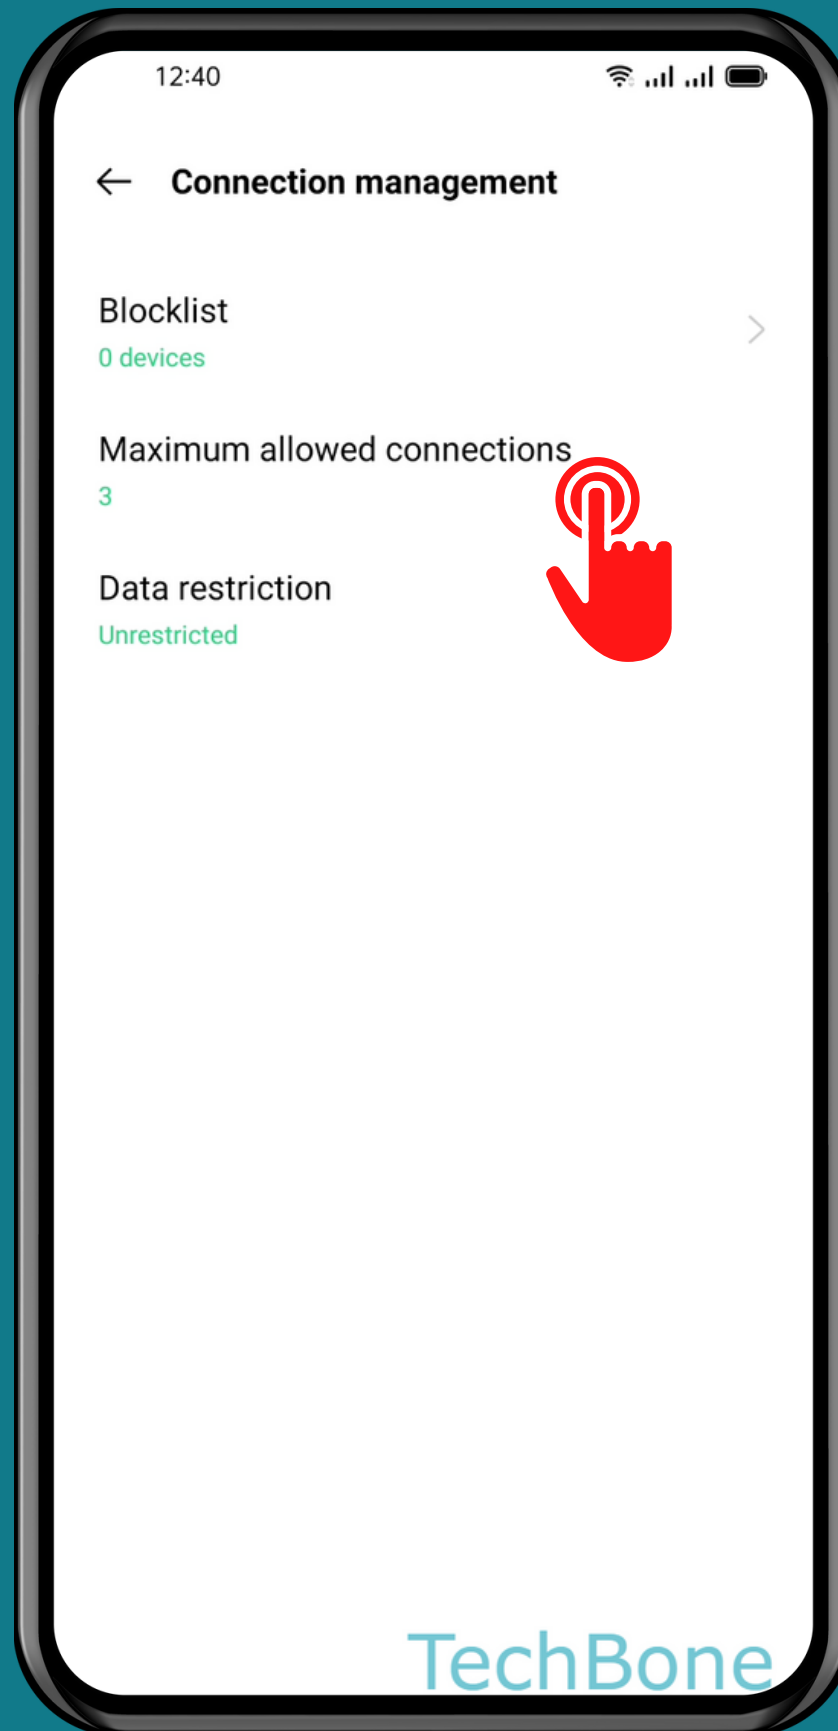 12:40
Connection management
Blocklist
0 devices
Maximum allowed connections
3
Data restriction
Unrestricted
TechBone